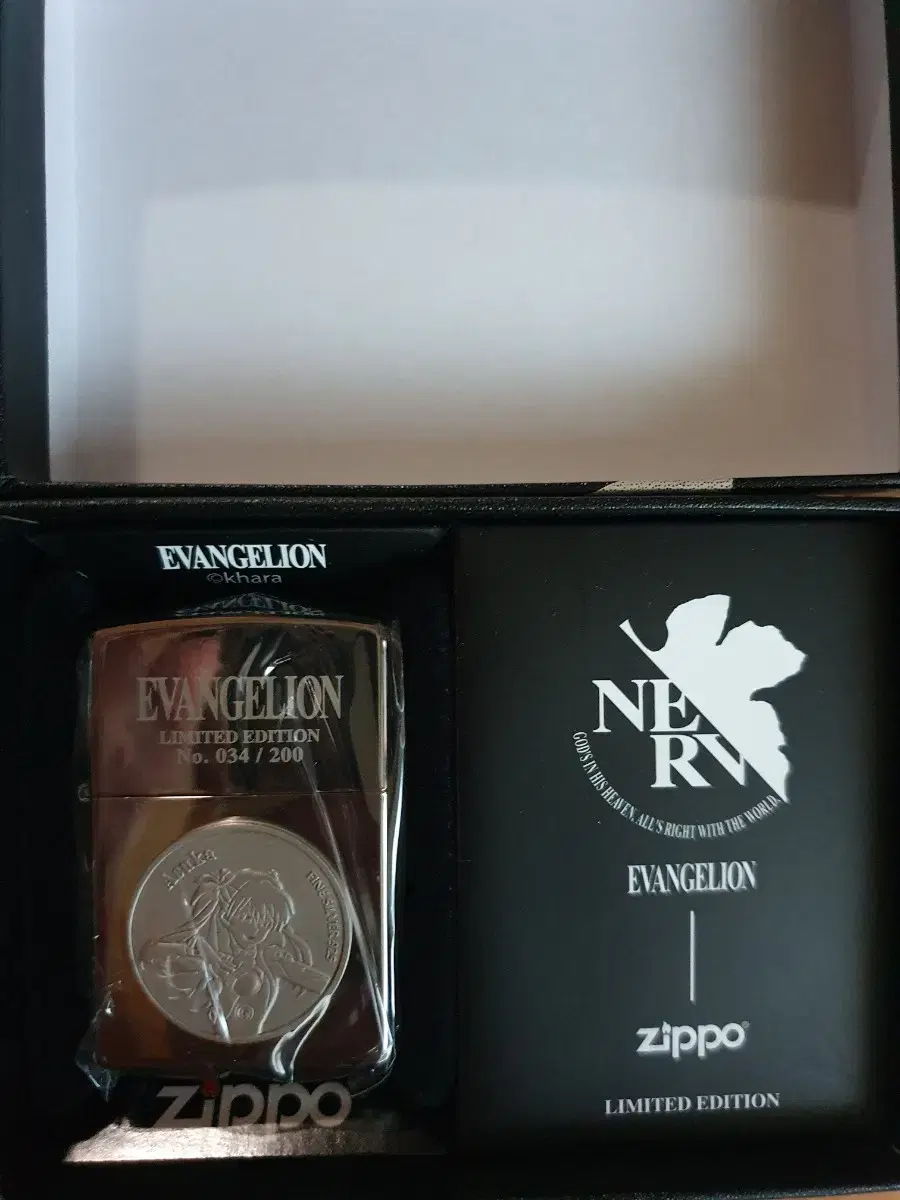 EVANGELION
©khara
EVANGELION
LIMITED EDITION
No. 034 / 200
Asuka
FINE SILVER 925
zippo
NERV
GOD'S IN HIS HEAVEN, ALL'S RIGHT WITH THE WORLD.
EVANGELION
zippo
LIMITED EDITION